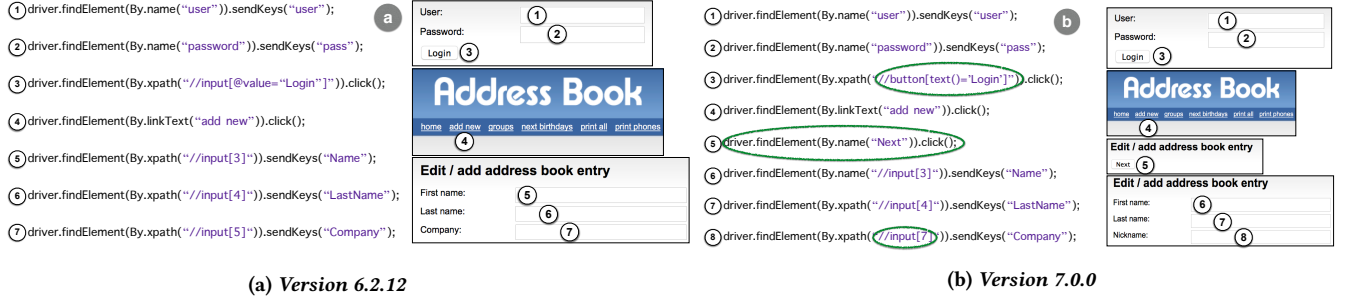 a
1 driver.findElement(By.name(“user”)).sendKeys(“user”);
2 driver.findElement(By.name(“password”)).sendKeys(“pass”);
3 driver.findElement(By.xpath(“//input[@value=“Login”]”)).click();
4 driver.findElement(By.linkText(“add new”)).click();
5 driver.findElement(By.xpath(“//input[3]“)).sendKeys(“Name”);
6 driver.findElement(By.xpath(“//input[4]“)).sendKeys(“LastName”);
7 driver.findElement(By.xpath(“//input[5]“)).sendKeys(“Company”);
User: 1
Password: 2
Login 3
Address Book
home add new groups next birthdays print all print phones
4
Edit / add address book entry
First name: 5
Last name: 6
Company: 7
(a) Version 6.2.12
b
1 driver.findElement(By.name(“user”)).sendKeys(“user”);
2 driver.findElement(By.name(“password”)).sendKeys(“pass”);
3 driver.findElement(By.xpath(“//button[text()='Login']”)).click();
4 driver.findElement(By.linkText(“add new”)).click();
5 driver.findElement(By.name(“Next”)).click();
6 driver.findElement(By.name(“//input[3]“)).sendKeys(“Name”);
7 driver.findElement(By.xpath(“//input[4]“)).sendKeys(“LastName”);
8 driver.findElement(By.xpath(“//input[7]“)).sendKeys(“Company”);
User: 1
Password: 2
Login 3
Address Book
home add new groups next birthdays print all print phones
4
Edit / add address book entry
Next 5
Edit / add address book entry
First name: 6
Last name: 7
Nickname: 8
(b) Version 7.0.0